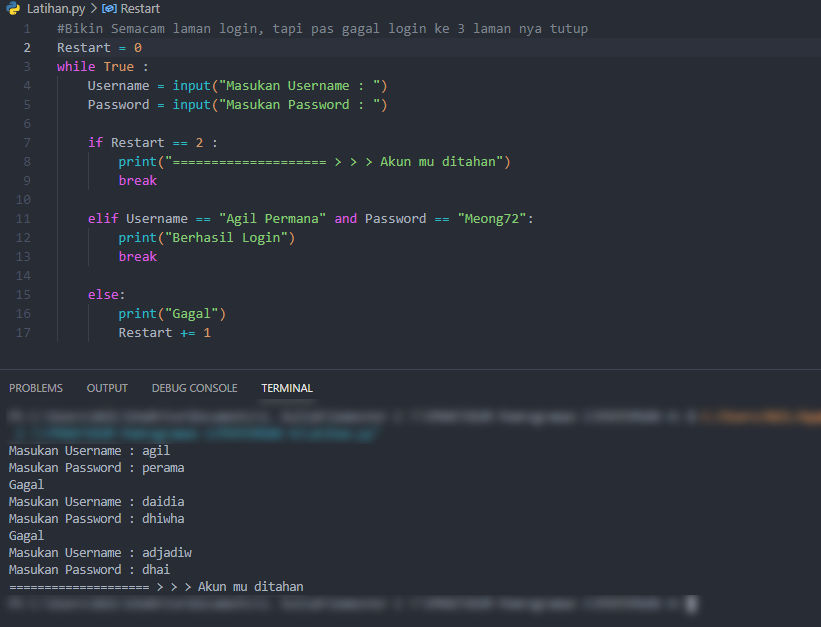 Latihan.py > Restart
1 #Bikin Semacam laman login, tapi pas gagal login ke 3 laman nya tutup
2 Restart = 0
3 while True :
4 Username = input("Masukan Username : ")
5 Password = input("Masukan Password : ")
6
7 if Restart == 2 :
8 print("==================== > > > Akun mu ditahan")
9 break
10
11 elif Username == "Agil Permana" and Password == "Meong72":
12 print("Berhasil Login")
13 break
14
15 else:
16 print("Gagal")
17 Restart += 1
PROBLEMS OUTPUT DEBUG CONSOLE TERMINAL
Masukan Username : agil
Masukan Password : perama
Gagal
Masukan Username : daidia
Masukan Password : dhiwha
Gagal
Masukan Username : adjadiw
Masukan Password : dhai
==================== > > > Akun mu ditahan